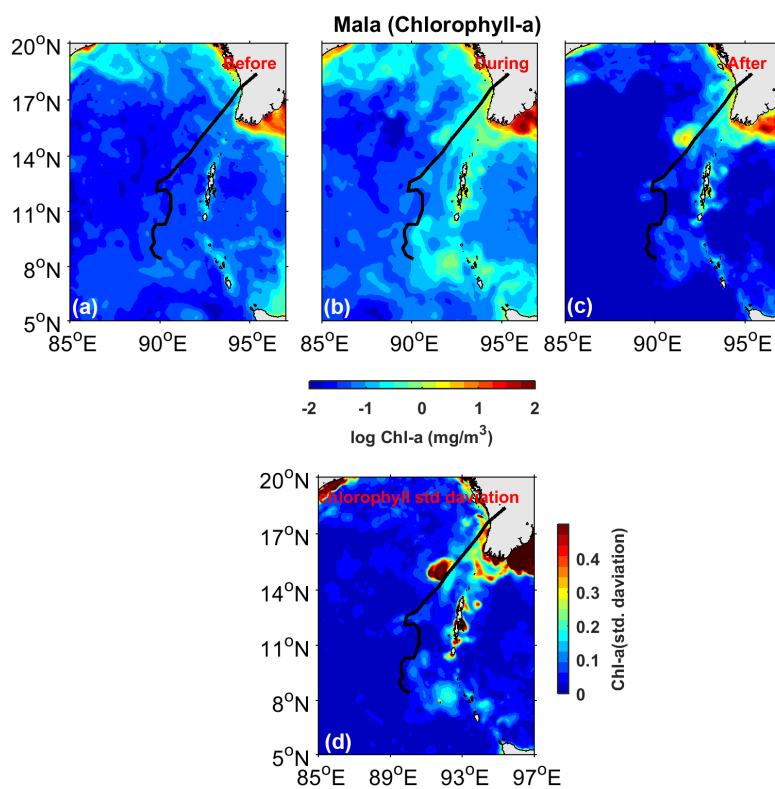 Mala (Chlorophyll-a)
20°N
17°N
14°N
11°N
8°N
5°N
Before
During
After
(a)
(b)
(c)
85°E 90°E 95°E
85°E 90°E 95°E
85°E 90°E 95°E
-2 -1 0 1 2
log Chl-a (mg/m³)
20°N
17°N
14°N
11°N
8°N
5°N
Chlorophyll std daviation
(d)
85°E 89°E 93°E 97°E
0.4
0.3
0.2
0.1
0
Chl-a(std. daviation)